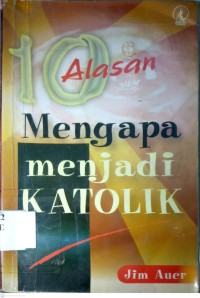 10 Alasan
Mengapa
menjadi
KATOLIK
Jim Auer